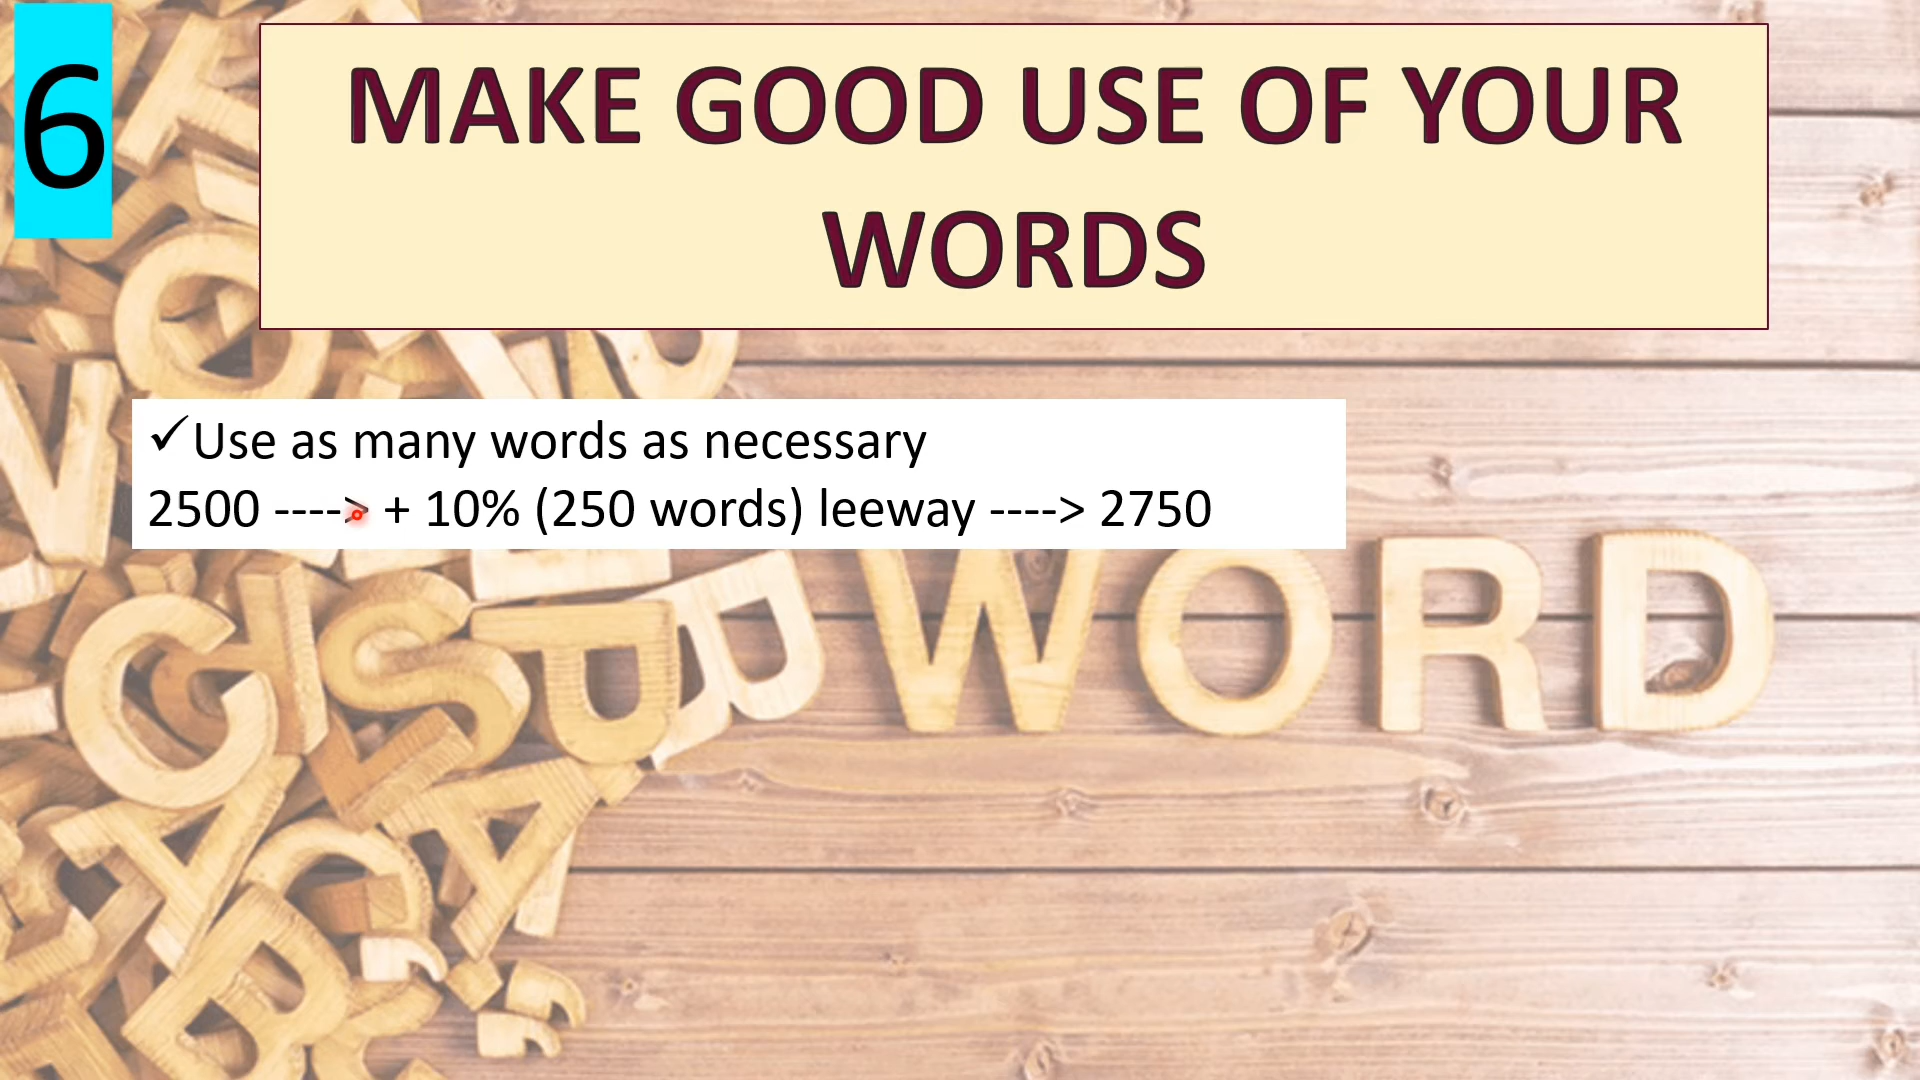 6
MAKE GOOD USE OF YOUR
WORDS
✓Use as many words as necessary
2500 ----> + 10% (250 words) leeway ----> 2750
WORD